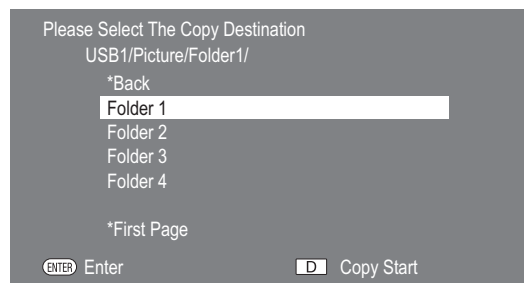 Please Select The Copy Destination
USB1/Picture/Folder1/
*Back
Folder 1
Folder 2
Folder 3
Folder 4
*First Page
ENTER Enter D Copy Start